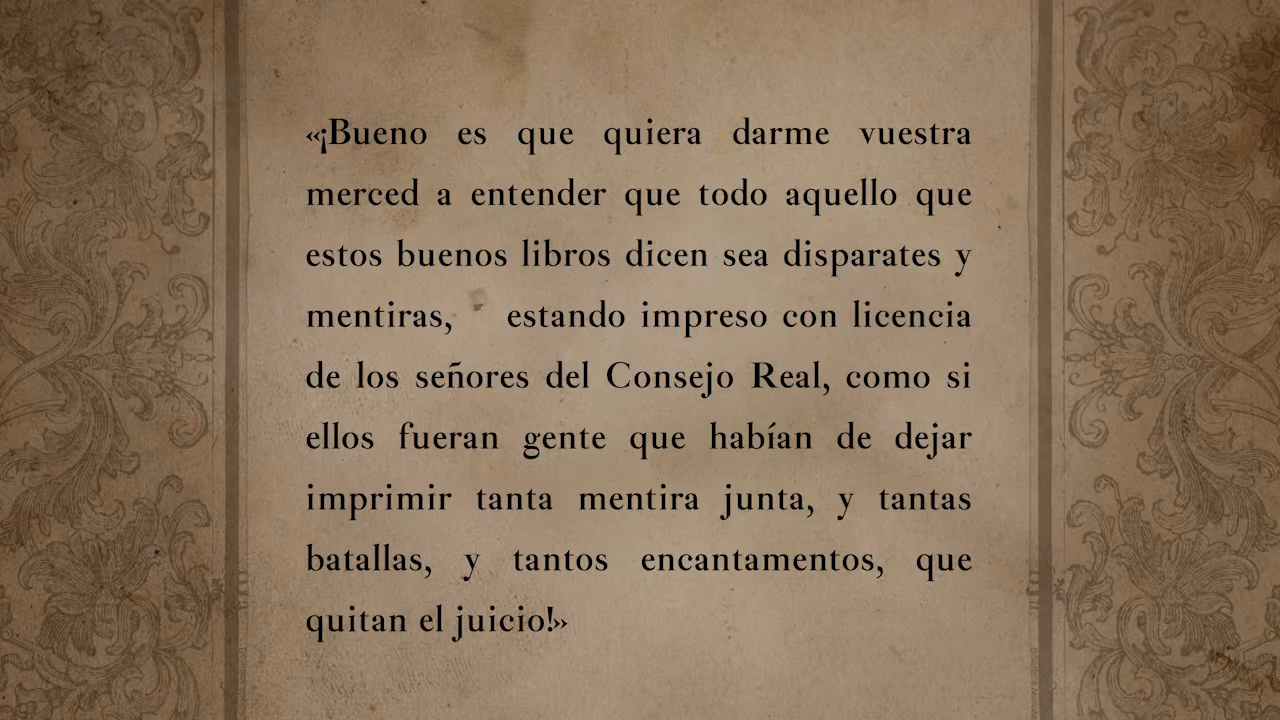 «¡Bueno es que quiera darme vuestra
merced a entender que todo aquello que
estos buenos libros dicen sea disparates y
mentiras, estando impreso con licencia
de los señores del Consejo Real, como si
ellos fueran gente que habían de dejar
imprimir tanta mentira junta, y tantas
batallas, y tantos encantamentos, que
quitan el juicio!»